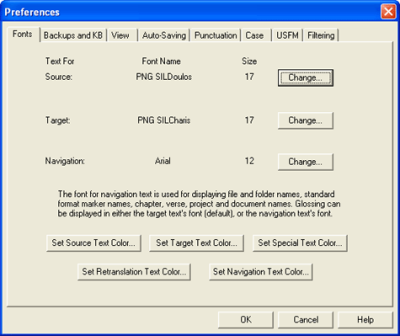 Preferences
Fonts Backups and KB View Auto-Saving Punctuation Case USFM Filtering
Text For Font Name Size
Source: PNG SILDoulos 17 Change...
Target: PNG SILCharis 17 Change...
Navigation: Arial 12 Change...
The font for navigation text is used for displaying file and folder names, standard
format marker names, chapter, verse, project and document names. Glossing can
be displayed in either the target text's font (default), or the navigation text's font.
Set Source Text Color... Set Target Text Color... Set Special Text Color...
Set Retranslation Text Color... Set Navigation Text Color...
OK Cancel Help